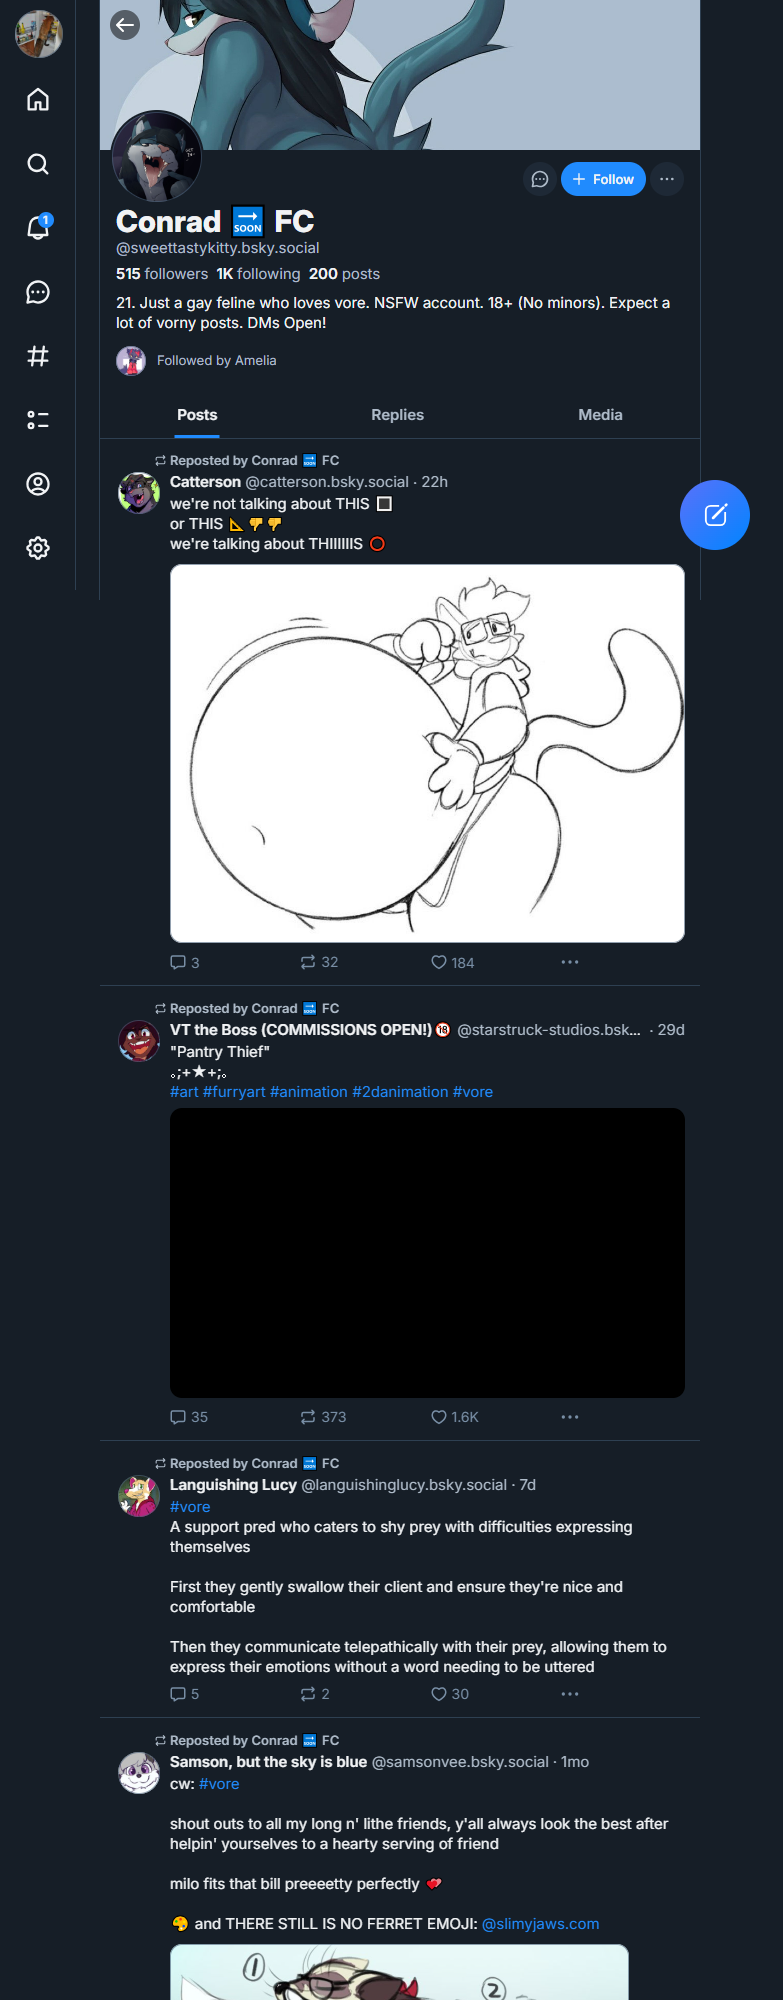 1
Conrad 🔜 FC
@sweettastykitty.bsky.social
+ Follow
515 followers 1K following 200 posts
21. Just a gay feline who loves vore. NSFW account. 18+ (No minors). Expect a
lot of vorny posts. DMs Open!
Followed by Amelia
Posts Replies Media
Reposted by Conrad 🔜 FC
Catterson @catterson.bsky.social · 22h
we're not talking about THIS 🔳
or THIS 📐👎👎
we're talking about THIIIIIIS ⭕
3 32 184
Reposted by Conrad 🔜 FC
VT the Boss (COMMISSIONS OPEN!)🔞 @starstruck-studios.bsk... · 29d
"Pantry Thief"
｡;+★+;｡
#art #furryart #animation #2danimation #vore
35 373 1.6K
Reposted by Conrad 🔜 FC
Languishing Lucy @languishinglucy.bsky.social · 7d
#vore
A support pred who caters to shy prey with difficulties expressing
themselves
First they gently swallow their client and ensure they're nice and
comfortable
Then they communicate telepathically with their prey, allowing them to
express their emotions without a word needing to be uttered
5 2 30
Reposted by Conrad 🔜 FC
Samson, but the sky is blue @samsonvee.bsky.social · 1mo
cw: #vore
shout outs to all my long n' lithe friends, y'all always look the best after
helpin' yourselves to a hearty serving of friend
milo fits that bill preeeetty perfectly 💕
🎨 and THERE STILL IS NO FERRET EMOJI: @slimyjaws.com
1
2